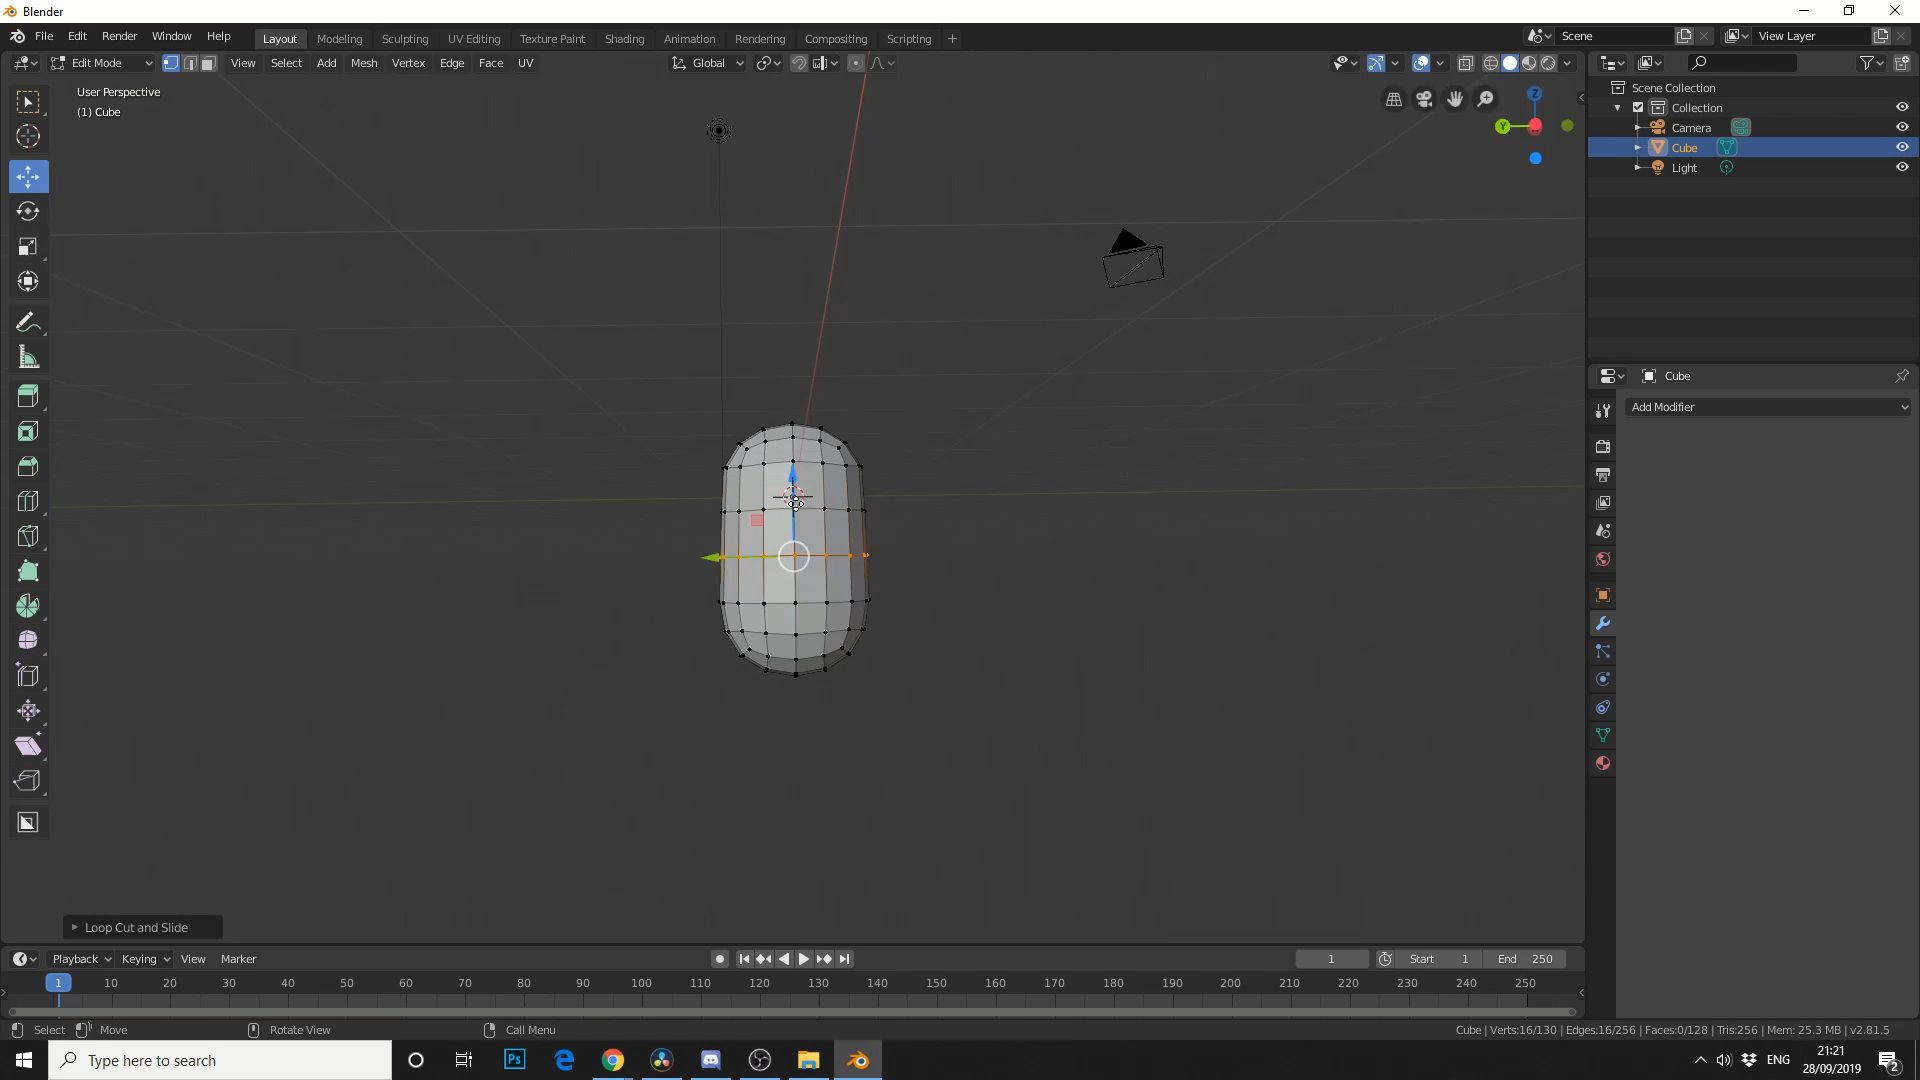 Blender
File Edit Render Window Help
Layout Modeling Sculpting UV Editing Texture Paint Shading Animation Rendering Compositing Scripting
Scene
View Layer
Edit Mode
View Select Add Mesh Vertex Edge Face UV
Global
User Perspective
(1) Cube
Z
Y
Scene Collection
Collection
Camera
Cube
Light
Cube
Add Modifier
Loop Cut and Slide
Playback Keying View Marker
1
Start 1
End 250
1 10 20 30 40 50 60 70 80 90 100 110 120 130 140 150 160 170 180 190 200 210 220 230 240 250
Select Move Rotate View Call Menu
Cube | Verts:16/130 | Edges:16/256 | Faces:0/128 | Tris:256 | Mem: 25.3 MB | v2.81.5
Type here to search
Ps
ENG
21:21
28/09/2019
2